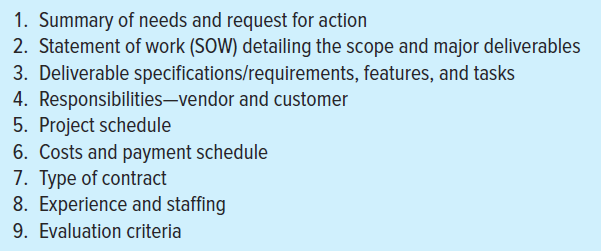 1. Summary of needs and request for action
2. Statement of work (SOW) detailing the scope and major deliverables
3. Deliverable specifications/requirements, features, and tasks
4. Responsibilities—vendor and customer
5. Project schedule
6. Costs and payment schedule
7. Type of contract
8. Experience and staffing
9. Evaluation criteria